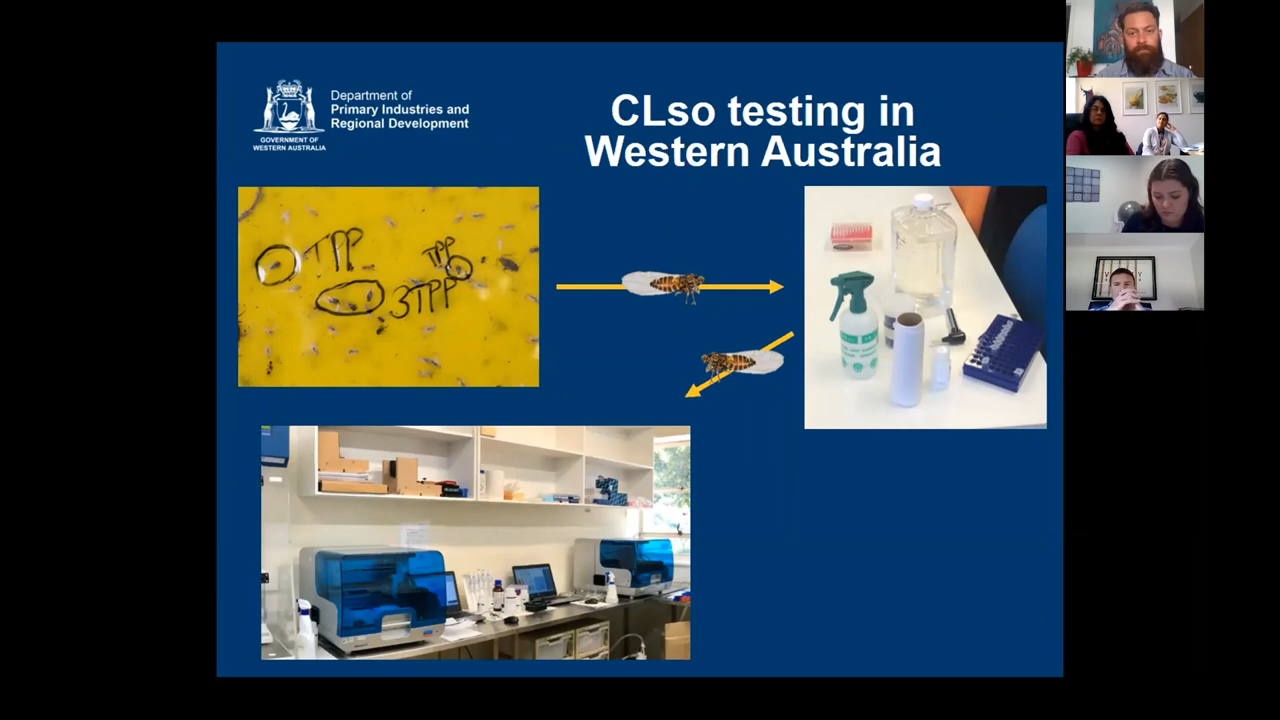 Department of
Primary Industries and
Regional Development
GOVERNMENT OF
WESTERN AUSTRALIA
CLso testing in
Western Australia
TPP
TPP
3TPP